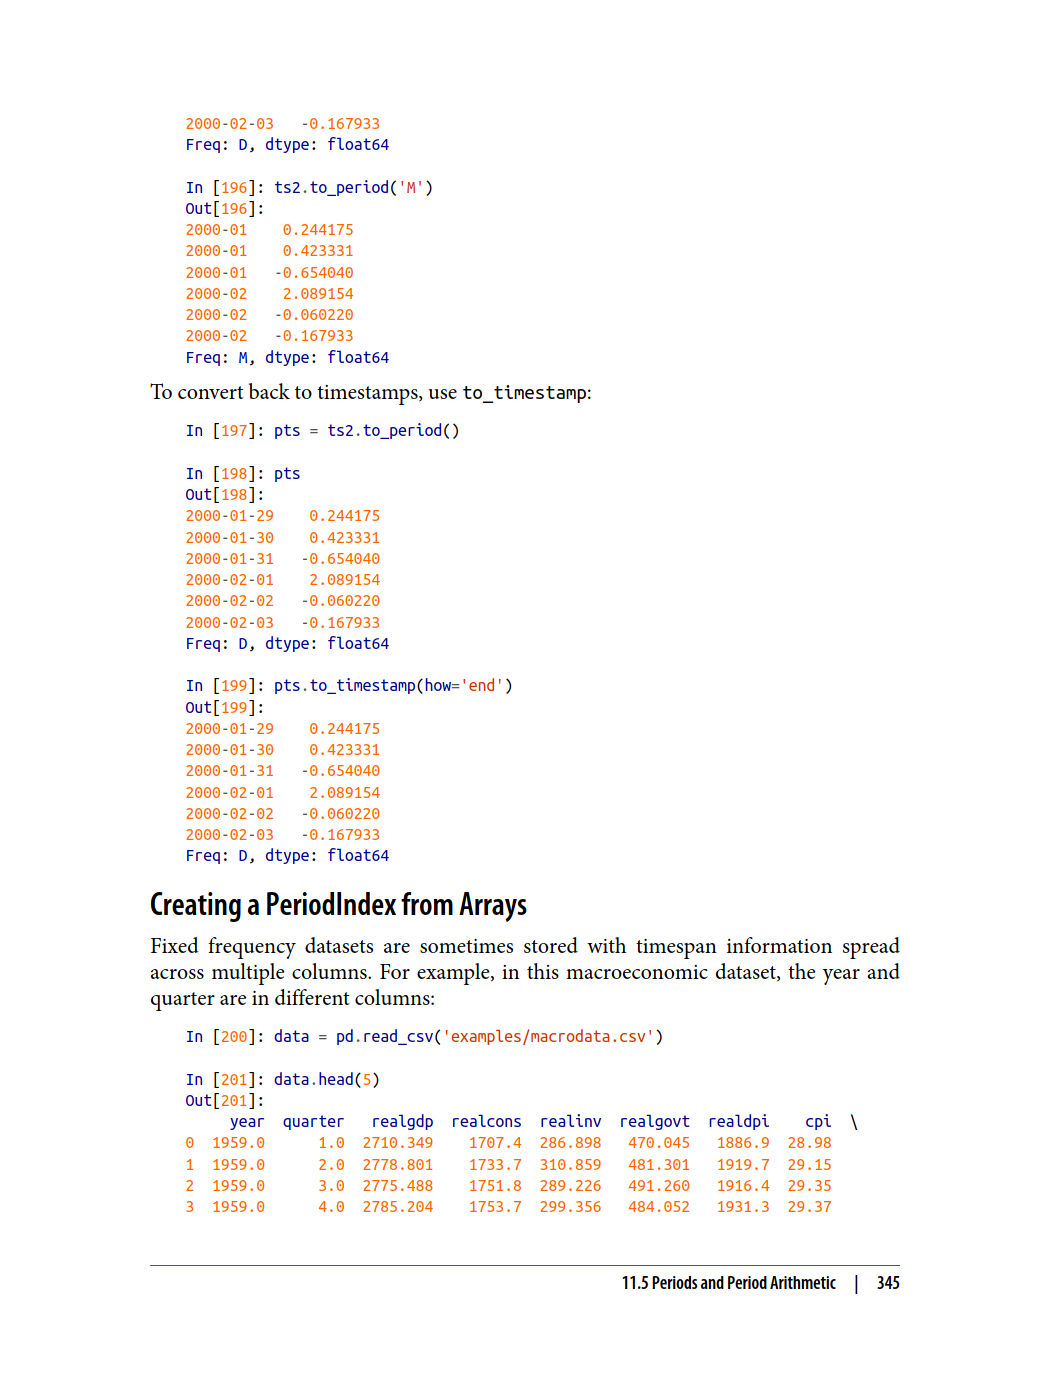 2000-02-03   -0.167933
Freq: D, dtype: float64
In [196]: ts2.to_period('M')
Out[196]:
2000-01    0.244175
2000-01    0.423331
2000-01   -0.654040
2000-02    2.089154
2000-02   -0.060220
2000-02   -0.167933
Freq: M, dtype: float64
To convert back to timestamps, use to_timestamp:
In [197]: pts = ts2.to_period()
In [198]: pts
Out[198]:
2000-01-29    0.244175
2000-01-30    0.423331
2000-01-31   -0.654040
2000-02-01    2.089154
2000-02-02   -0.060220
2000-02-03   -0.167933
Freq: D, dtype: float64
In [199]: pts.to_timestamp(how='end')
Out[199]:
2000-01-29    0.244175
2000-01-30    0.423331
2000-01-31   -0.654040
2000-02-01    2.089154
2000-02-02   -0.060220
2000-02-03   -0.167933
Freq: D, dtype: float64
Creating a PeriodIndex from Arrays
Fixed frequency datasets are sometimes stored with timespan information spread
across multiple columns. For example, in this macroeconomic dataset, the year and
quarter are in different columns:
In [200]: data = pd.read_csv('examples/macrodata.csv')
In [201]: data.head(5)
Out[201]:
     year  quarter   realgdp  realcons  realinv  realgovt  realdpi    cpi  \
0  1959.0      1.0  2710.349    1707.4  286.898   470.045   1886.9  28.98
1  1959.0      2.0  2778.801    1733.7  310.859   481.301   1919.7  29.15
2  1959.0      3.0  2775.488    1751.8  289.226   491.260   1916.4  29.35
3  1959.0      4.0  2785.204    1753.7  299.356   484.052   1931.3  29.37
11.5 Periods and Period Arithmetic | 345